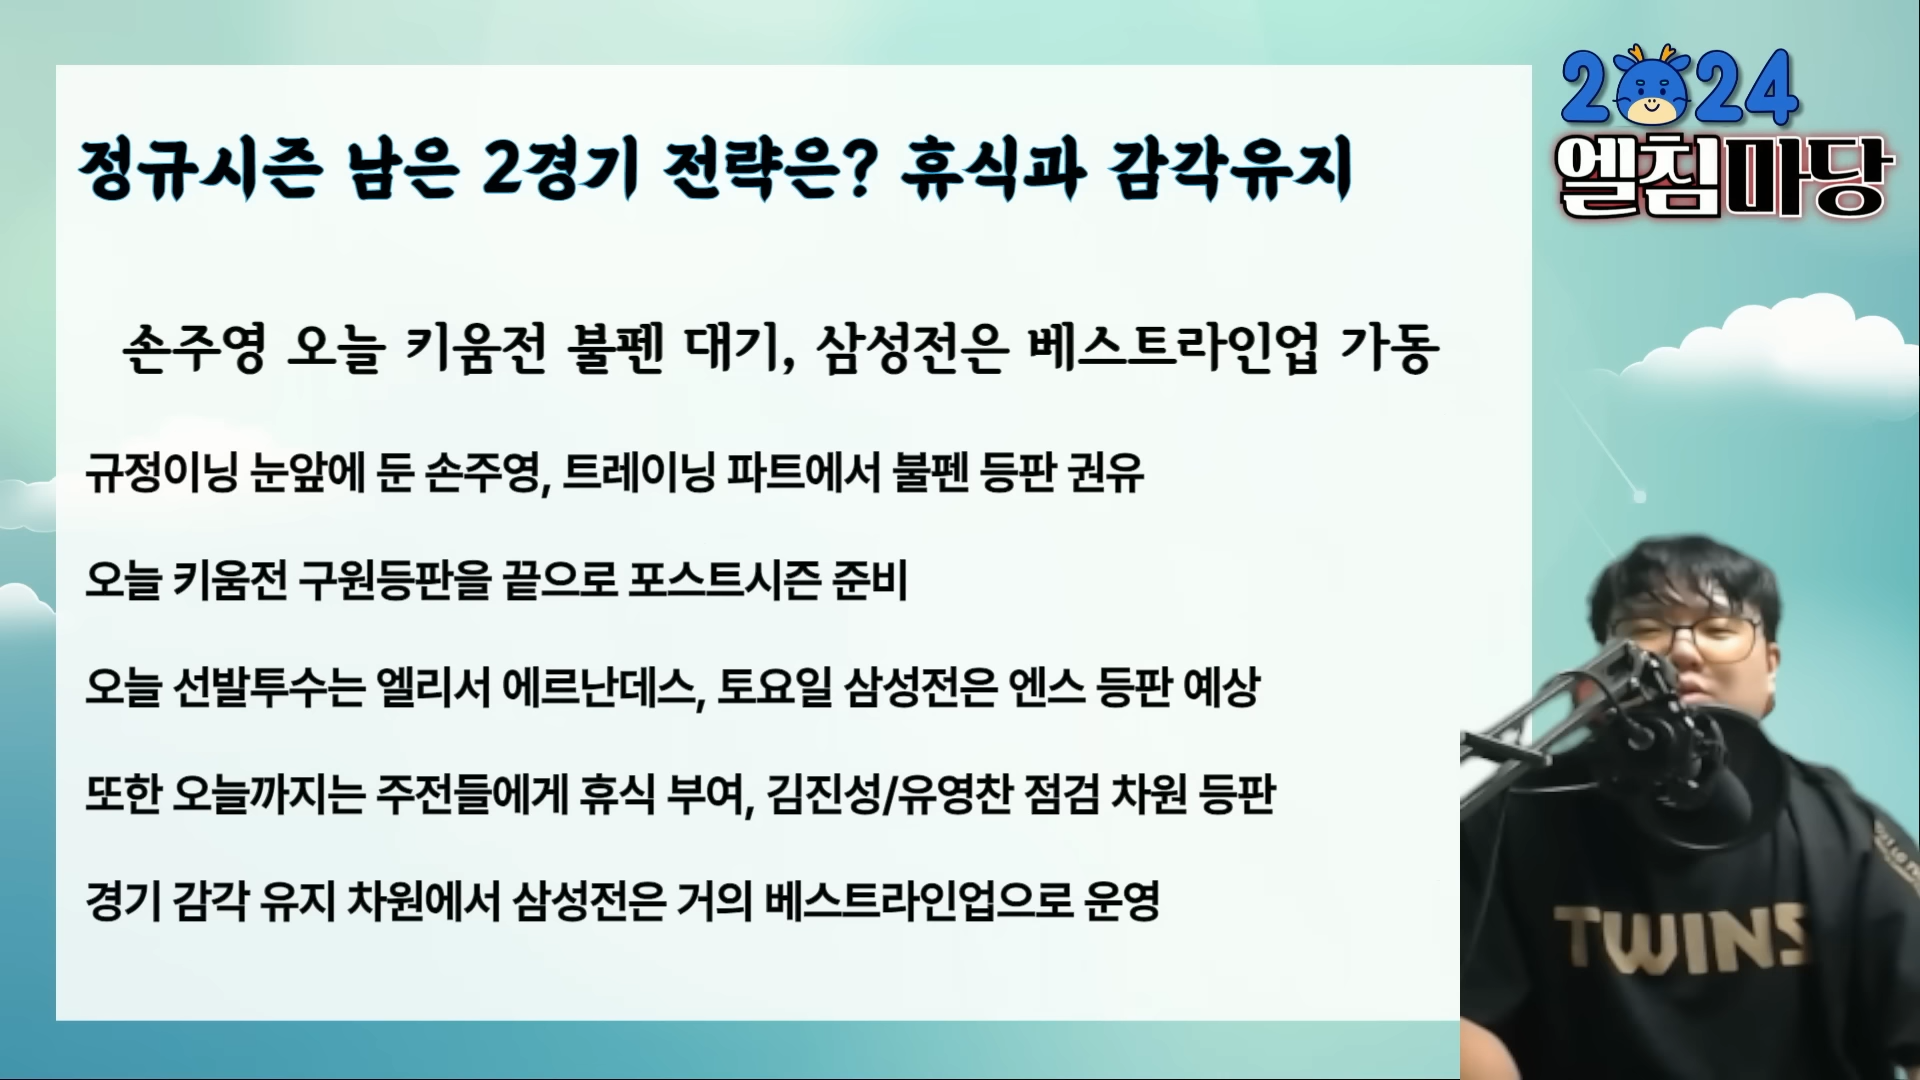 정규시즌 남은 2경기 전략은? 휴식과 감각유지
2024
엘침마당
손주영 오늘 키움전 불펜 대기, 삼성전은 베스트라인업 가동
규정이닝 눈앞에 둔 손주영, 트레이닝 파트에서 불펜 등판 권유
오늘 키움전 구원등판을 끝으로 포스트시즌 준비
오늘 선발투수는 엘리서 에르난데스, 토요일 삼성전은 엔스 등판 예상
또한 오늘까지는 주전들에게 휴식 부여, 김진성/유영찬 점검 차원 등판
경기 감각 유지 차원에서 삼성전은 거의 베스트라인업으로 운영
TWINS